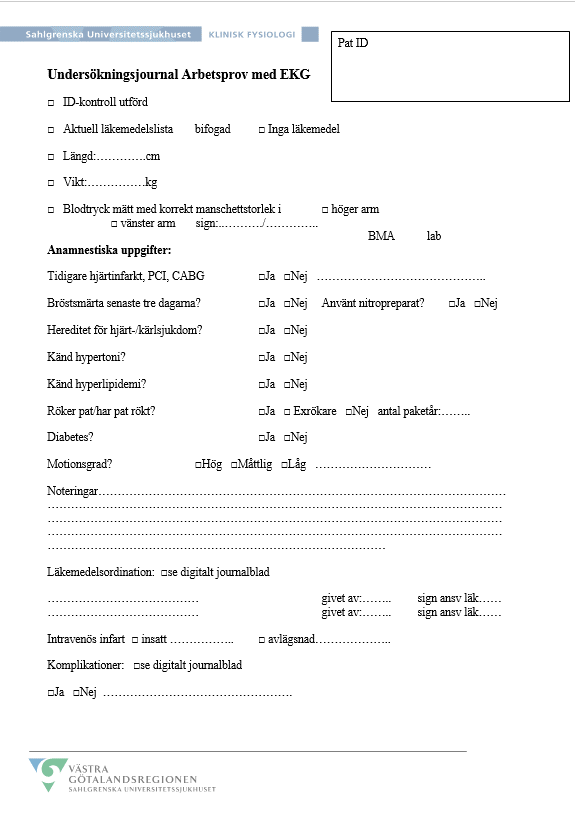 Sahlgrenska Universitetssjukhuset KLINISK FYSIOLOGI
Pat ID
Undersökningsjournal Arbetsprov med EKG
□ ID-kontroll utförd
□ Aktuell läkemedelslista bifogad □ Inga läkemedel
□ Längd:………….cm
□ Vikt:……………kg
□ Blodtryck mätt med korrekt manschettstorlek i □ höger arm
□ vänster arm sign:.………./…………..
BMA lab
Anamnestiska uppgifter:
Tidigare hjärtinfarkt, PCI, CABG □Ja □Nej ……………………………………..
Bröstsmärta senaste tre dagarna? □Ja □Nej Använt nitropreparat? □Ja □Nej
Hereditet för hjärt-/kärlsjukdom? □Ja □Nej
Känd hypertoni? □Ja □Nej
Känd hyperlipidemi? □Ja □Nej
Röker pat/har pat rökt? □Ja □ Exrökare □Nej antal paketår:……..
Diabetes? □Ja □Nej
Motionsgrad? □Hög □Måttlig □Låg …………………………
Noteringar……………………………………………………………………………………………
………………………………………………………………………………………………………
………………………………………………………………………………………………………
………………………………………………………………………………………………………
……………………………………………………………………………
Läkemedelsordination: □se digitalt journalblad
………………………………… givet av:…….. sign ansv läk……
………………………………… givet av:…….. sign ansv läk……
Intravenös infart □ insatt …………….. □ avlägsnad………………..
Komplikationer: □se digitalt journalblad
□Ja □Nej ………………………………………….
VÄSTRA
GÖTALANDSREGIONEN
SAHLGRENSKA UNIVERSITETSSJUKHUSET